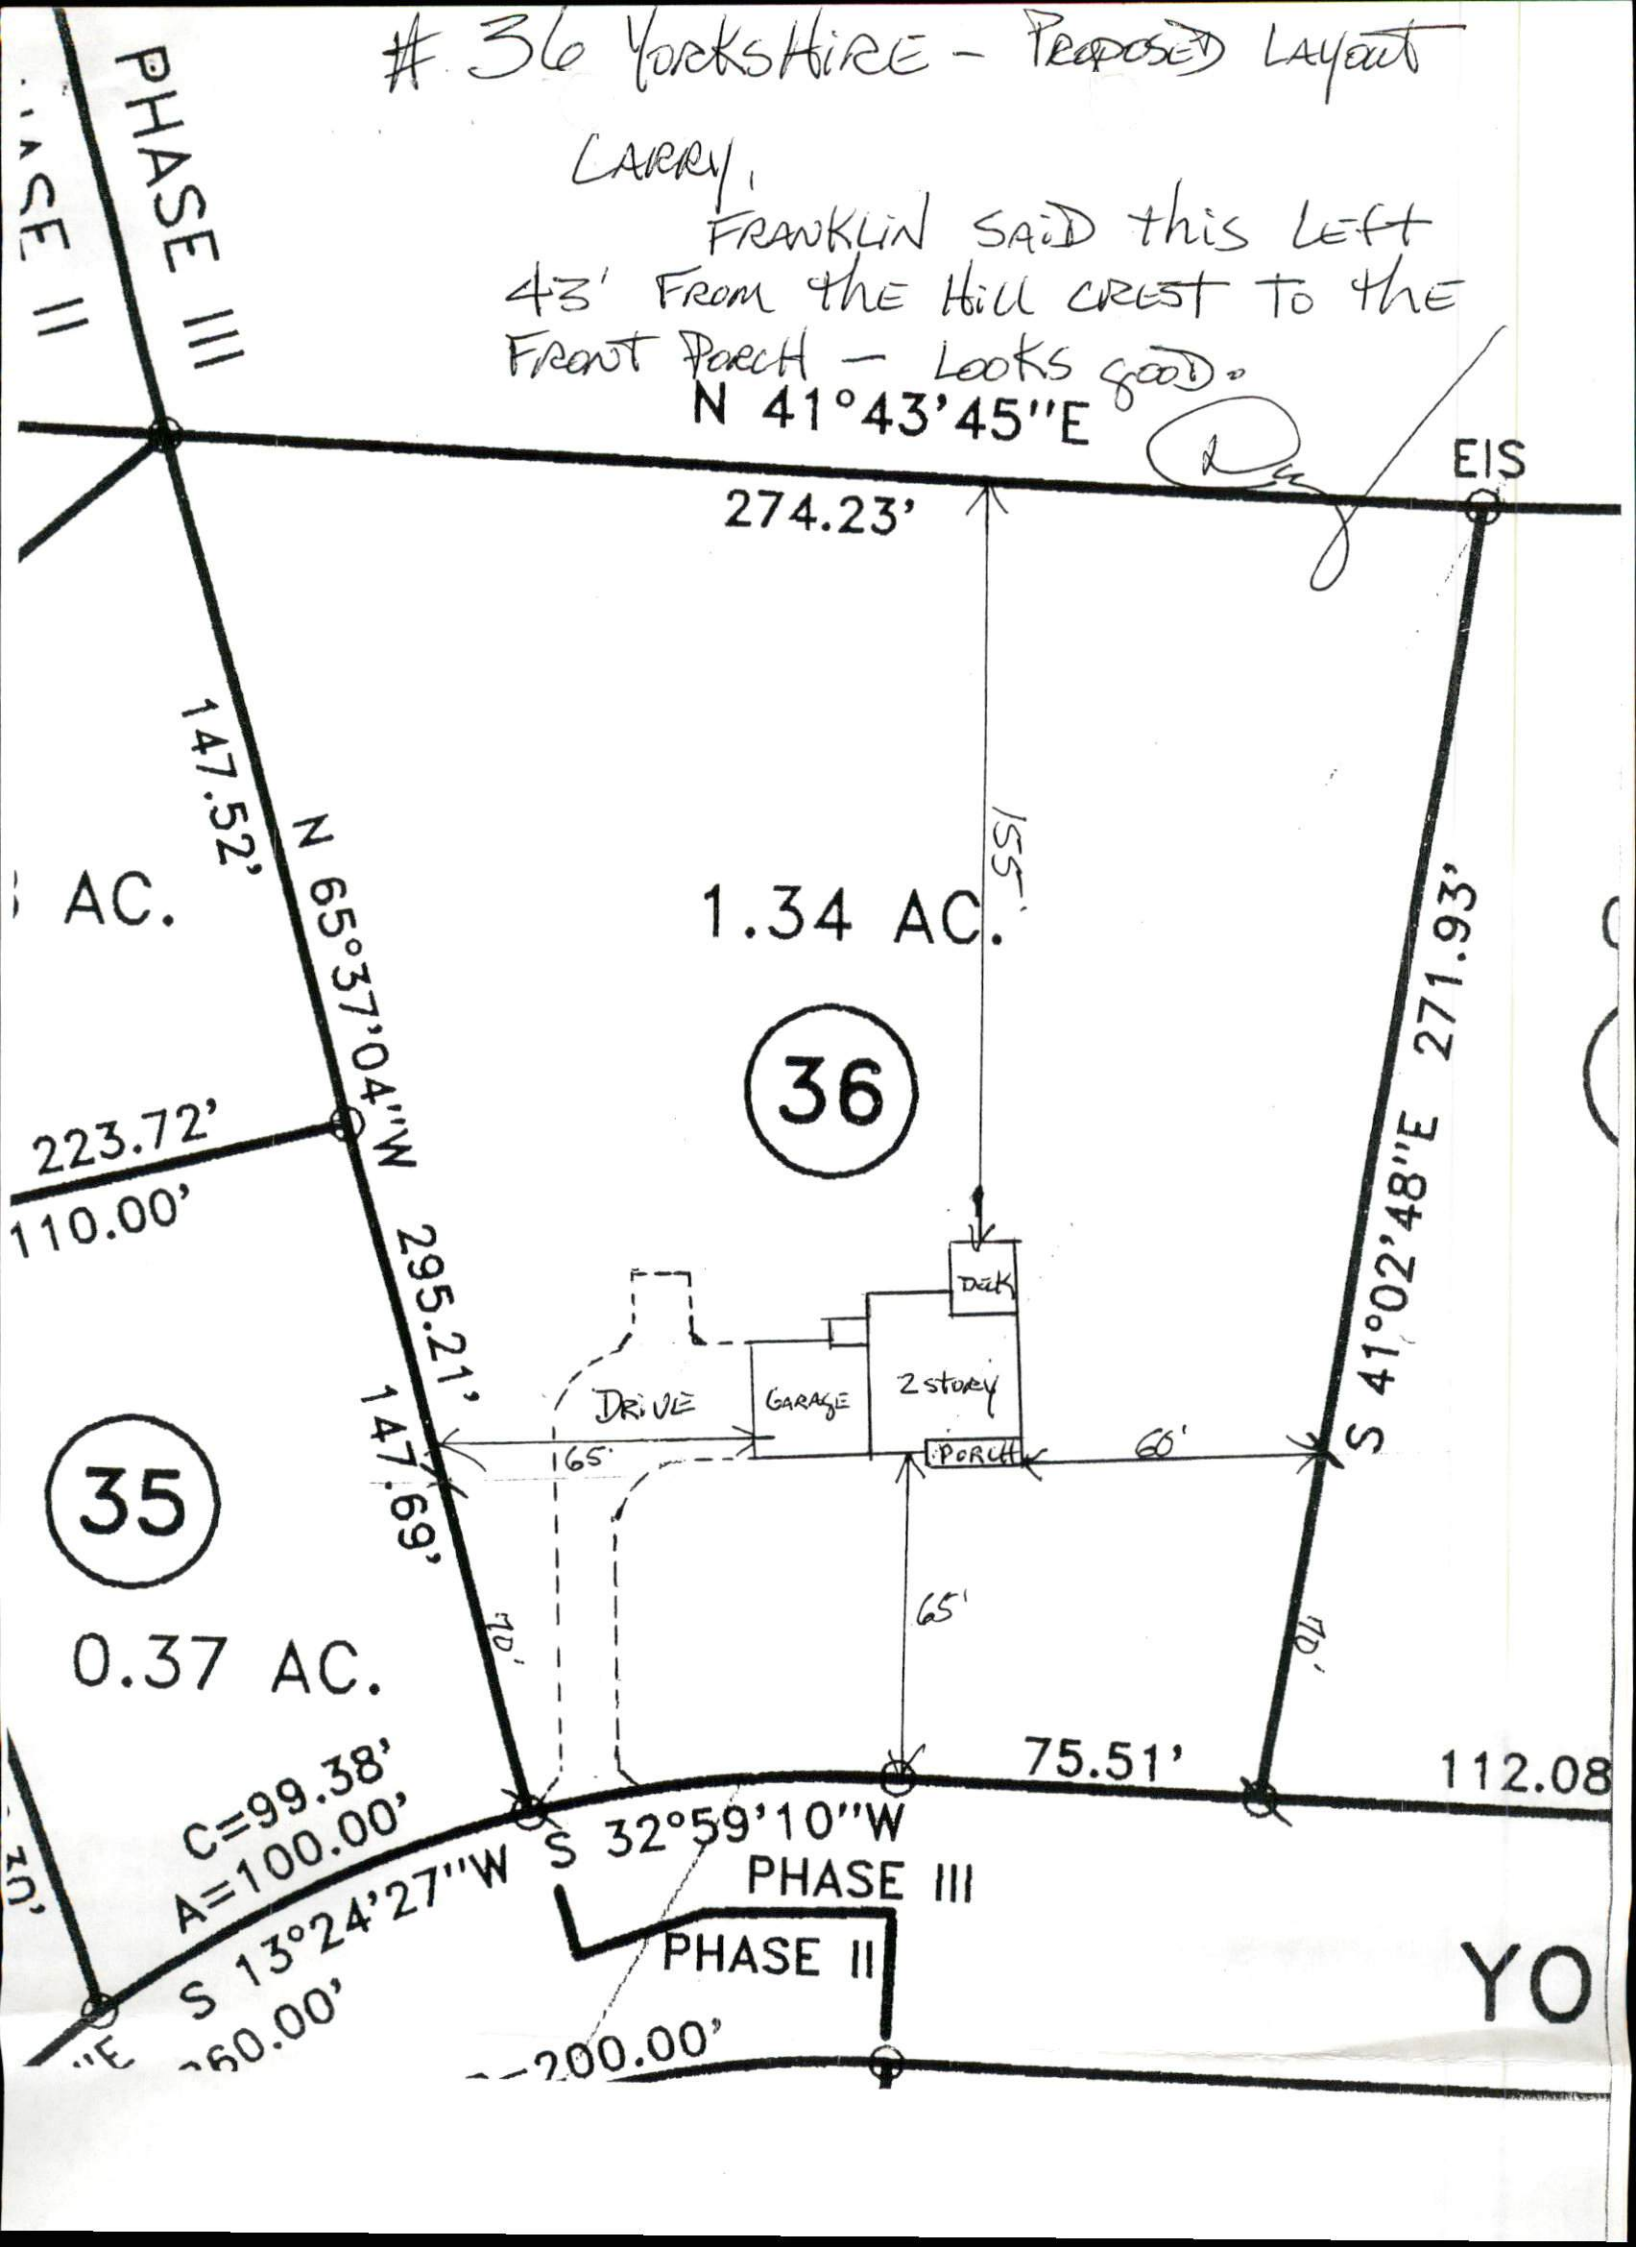 # 36 YORKSHIRE - PROPOSED LAYOUT
LARRY,
FRANKLIN SAID this LEFT
43' FROM the HILL CREST TO the
FRONT PORCH - LOOKS good.
PHASE III
ASE II
N 41°43'45"E
EIS
274.23'
147.52'
N 65°37'04"W
155'
AC.
1.34 AC.
271.93'
36
S 41°02'48"E
223.72'
110.00'
295.21'
DECK
2 STORY
GARAGE
DRIVE
PORCH
65'
60'
147.69'
35
65'
70'
70'
0.37 AC.
75.51'
112.08
C=99.38'
A=100.00'
S 32°59'10"W
S 13°24'27"W
PHASE III
PHASE II
YO
"E
200.00'